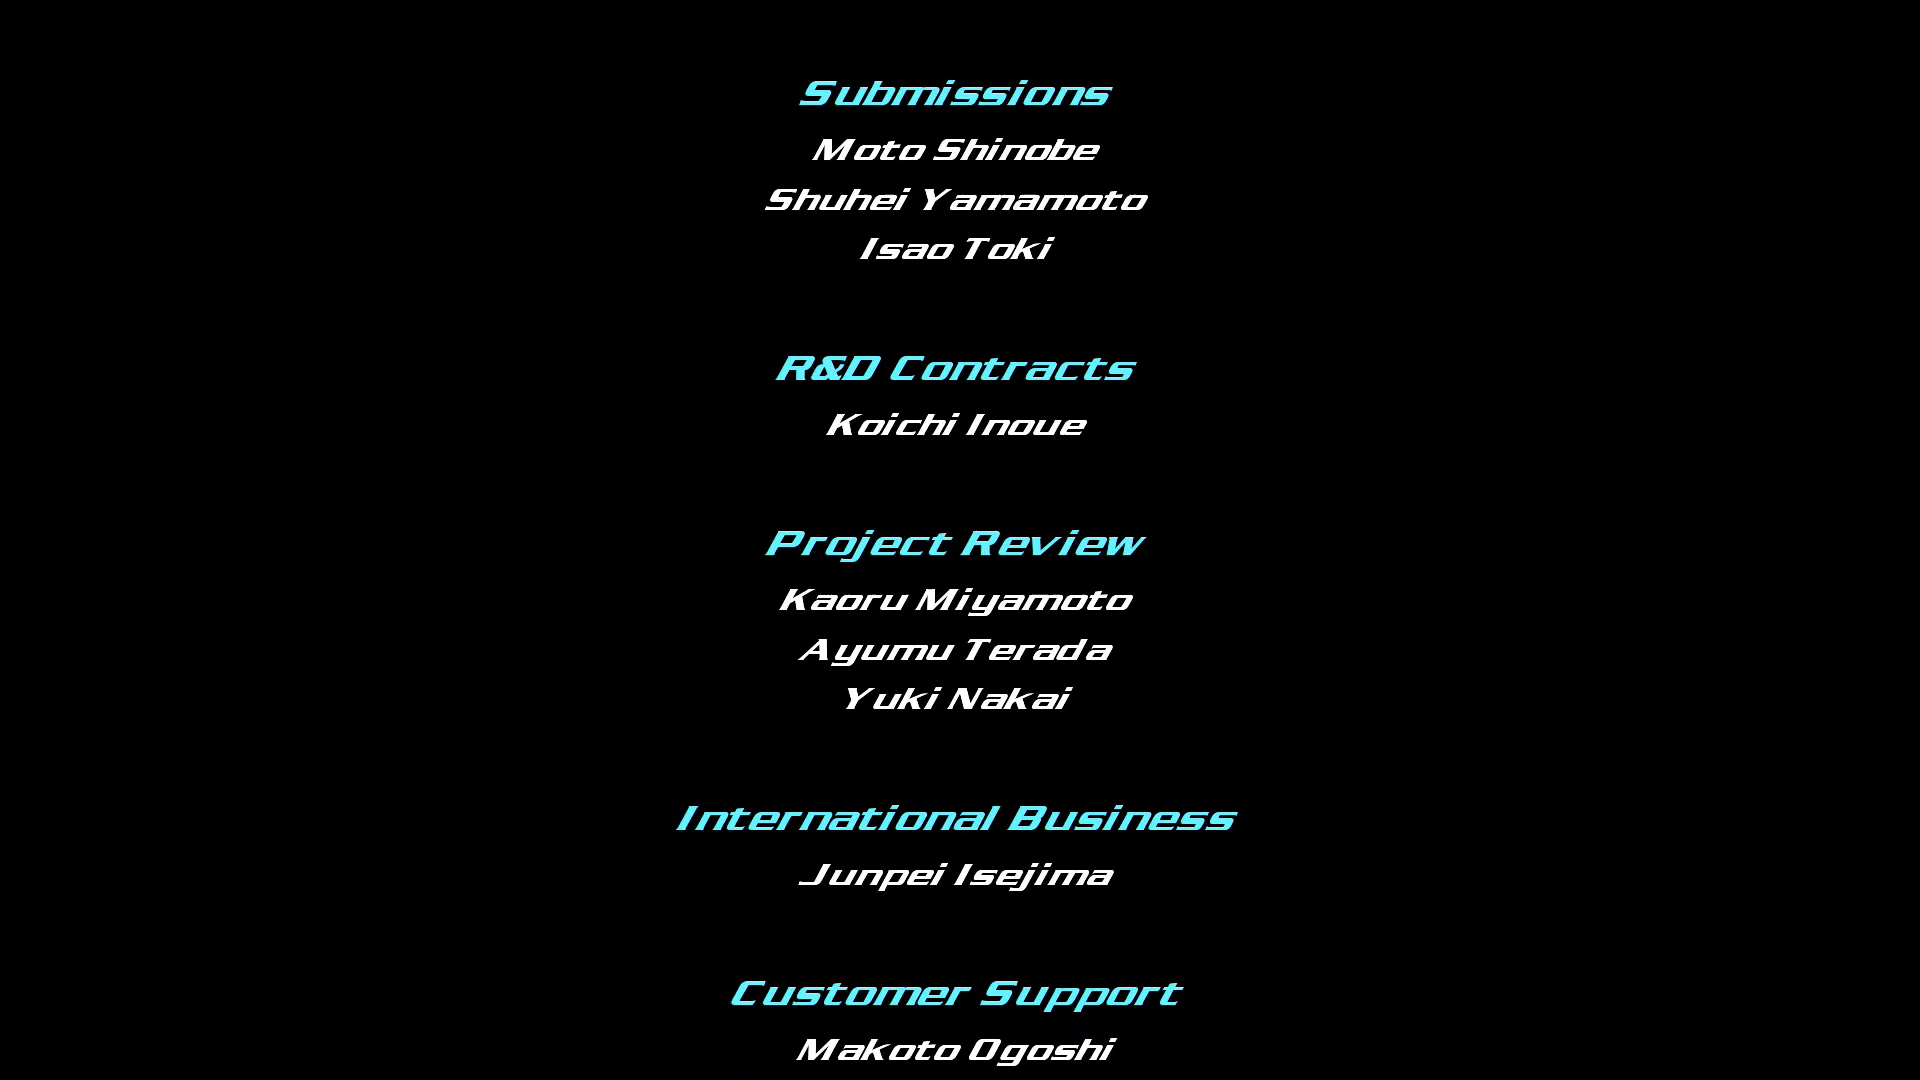 Submissions
Moto Shinobe
Shuhei Yamamoto
Isao Toki
R&D Contracts
Koichi Inoue
Project Review
Kaoru Miyamoto
Ayumu Terada
Yuki Nakai
International Business
Junpei Isejima
Customer Support
Makoto Ogoshi